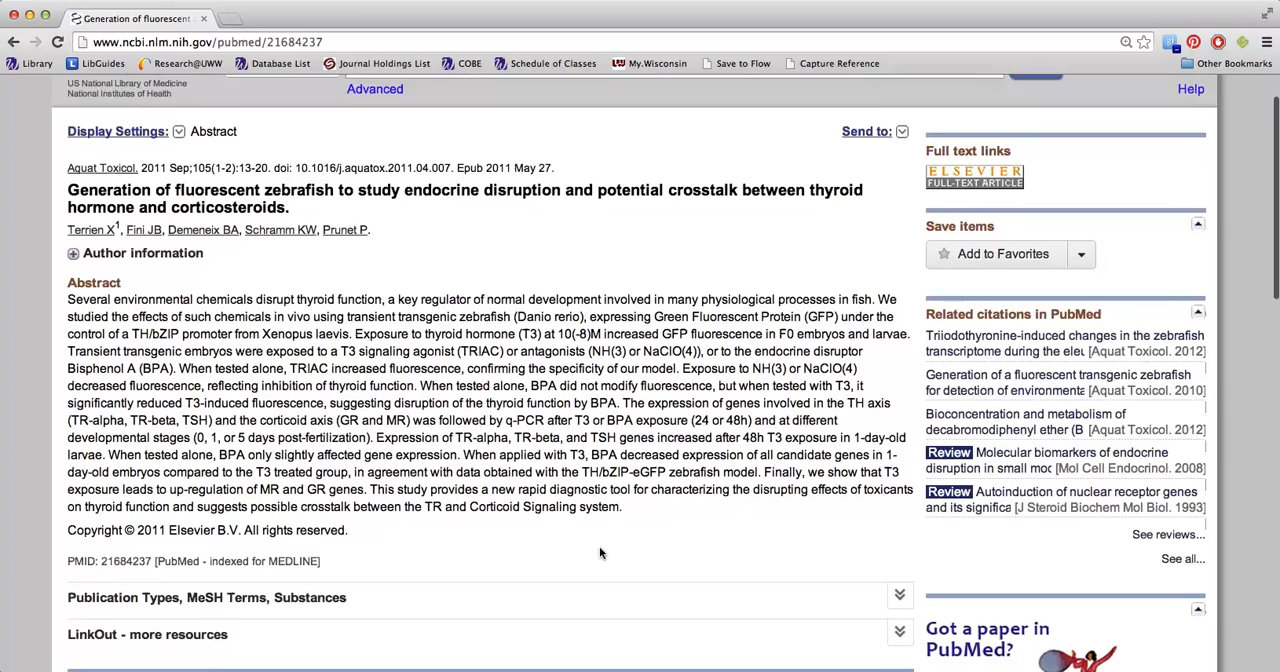 Generation of fluorescent
www.ncbi.nlm.nih.gov/pubmed/21684237
Library LibGuides Research@UWW Database List Journal Holdings List COBE Schedule of Classes My.Wisconsin Save to Flow Capture Reference Other Bookmarks
US National Library of Medicine
National Institutes of Health
Advanced
Help
Display Settings: Abstract
Send to:
Aquat Toxicol. 2011 Sep;105(1-2):13-20. doi: 10.1016/j.aquatox.2011.04.007. Epub 2011 May 27.
Generation of fluorescent zebrafish to study endocrine disruption and potential crosstalk between thyroid
hormone and corticosteroids.
Terrien X1, Fini JB, Demeneix BA, Schramm KW, Prunet P.
Author information
Abstract
Several environmental chemicals disrupt thyroid function, a key regulator of normal development involved in many physiological processes in fish. We
studied the effects of such chemicals in vivo using transient transgenic zebrafish (Danio rerio), expressing Green Fluorescent Protein (GFP) under the
control of a TH/bZIP promoter from Xenopus laevis. Exposure to thyroid hormone (T3) at 10(-8)M increased GFP fluorescence in F0 embryos and larvae.
Transient transgenic embryos were exposed to a T3 signaling agonist (TRIAC) or antagonists (NH(3) or NaClO(4)), or to the endocrine disruptor
Bisphenol A (BPA). When tested alone, TRIAC increased fluorescence, confirming the specificity of our model. Exposure to NH(3) or NaClO(4)
decreased fluorescence, reflecting inhibition of thyroid function. When tested alone, BPA did not modify fluorescence, but when tested with T3, it
significantly reduced T3-induced fluorescence, suggesting disruption of the thyroid function by BPA. The expression of genes involved in the TH axis
(TR-alpha, TR-beta, TSH) and the corticoid axis (GR and MR) was followed by q-PCR after T3 or BPA exposure (24 or 48h) and at different
developmental stages (0, 1, or 5 days post-fertilization). Expression of TR-alpha, TR-beta, and TSH genes increased after 48h T3 exposure in 1-day-old
larvae. When tested alone, BPA only slightly affected gene expression. When applied with T3, BPA decreased expression of all candidate genes in 1-
day-old embryos compared to the T3 treated group, in agreement with data obtained with the TH/bZIP-eGFP zebrafish model. Finally, we show that T3
exposure leads to up-regulation of MR and GR genes. This study provides a new rapid diagnostic tool for characterizing the disrupting effects of toxicants
on thyroid function and suggests possible crosstalk between the TR and Corticoid Signaling system.
Copyright © 2011 Elsevier B.V. All rights reserved.
PMID: 21684237 [PubMed - indexed for MEDLINE]
Publication Types, MeSH Terms, Substances
LinkOut - more resources
Full text links
ELSEVIER
FULL-TEXT ARTICLE
Save items
Add to Favorites
Related citations in PubMed
Triiodothyronine-induced changes in the zebrafish
transcriptome during the eleu [Aquat Toxicol. 2012]
Generation of a fluorescent transgenic zebrafish
for detection of environmenta [Aquat Toxicol. 2010]
Bioconcentration and metabolism of
decabromodiphenyl ether (B [Aquat Toxicol. 2012]
Review Molecular biomarkers of endocrine
disruption in small moc [Mol Cell Endocrinol. 2008]
Review Autoinduction of nuclear receptor genes
and its significa [J Steroid Biochem Mol Biol. 1993]
See reviews...
See all...
Got a paper in
PubMed?